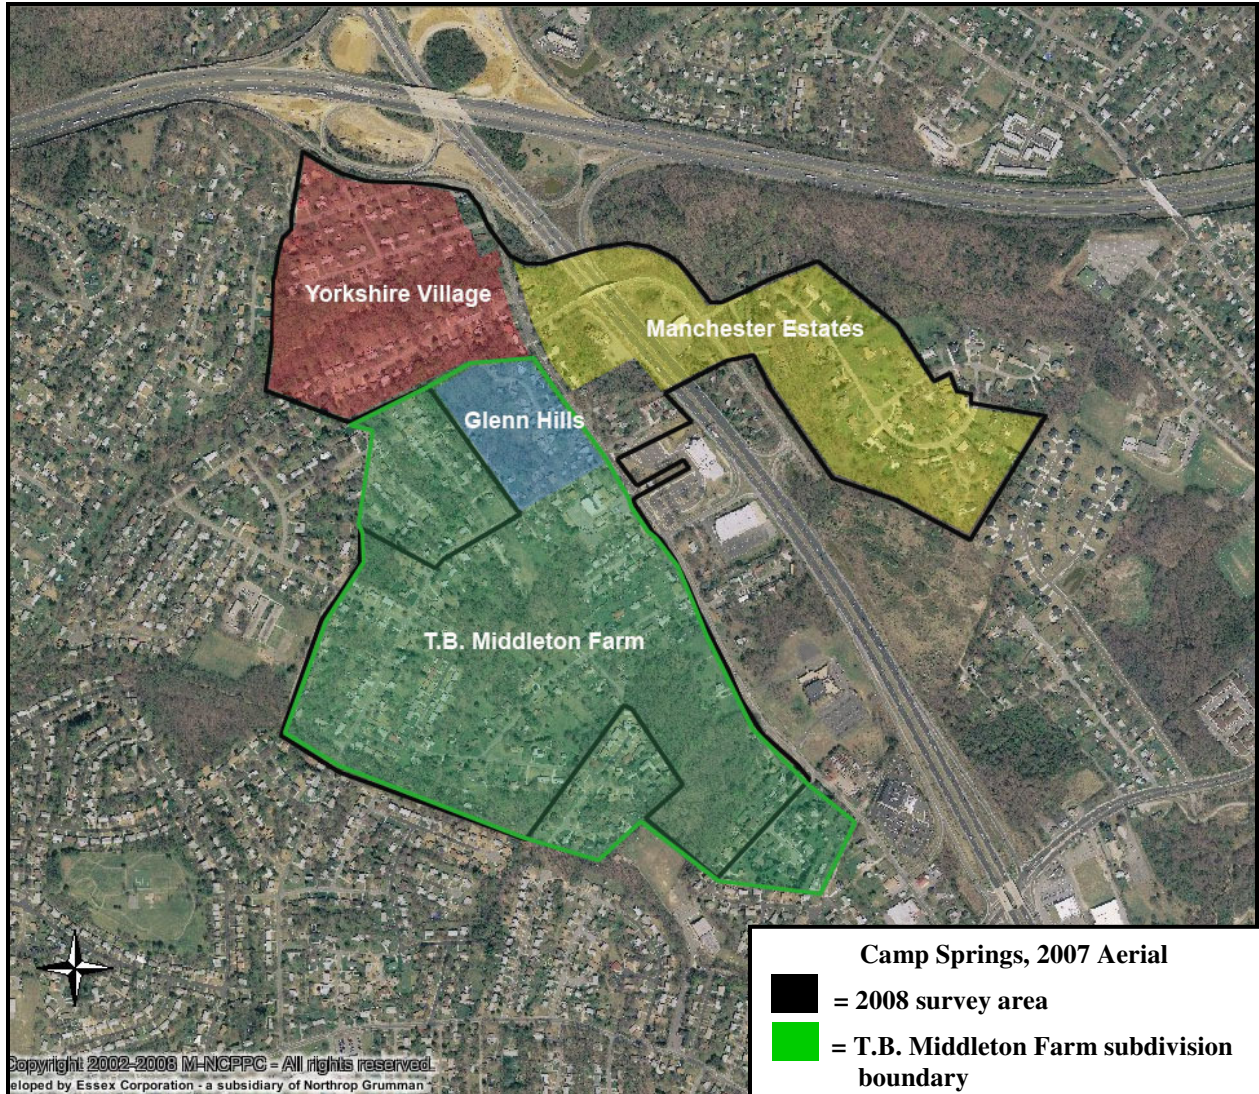 Yorkshire Village
Manchester Estates
Glenn Hills
T.B. Middleton Farm
Camp Springs, 2007 Aerial
= 2008 survey area
= T.B. Middleton Farm subdivision
boundary
Copyright 2002-2008 M-NCPPC - All rights reserved.
eloped by Essex Corporation - a subsidiary of Northrop Grumman